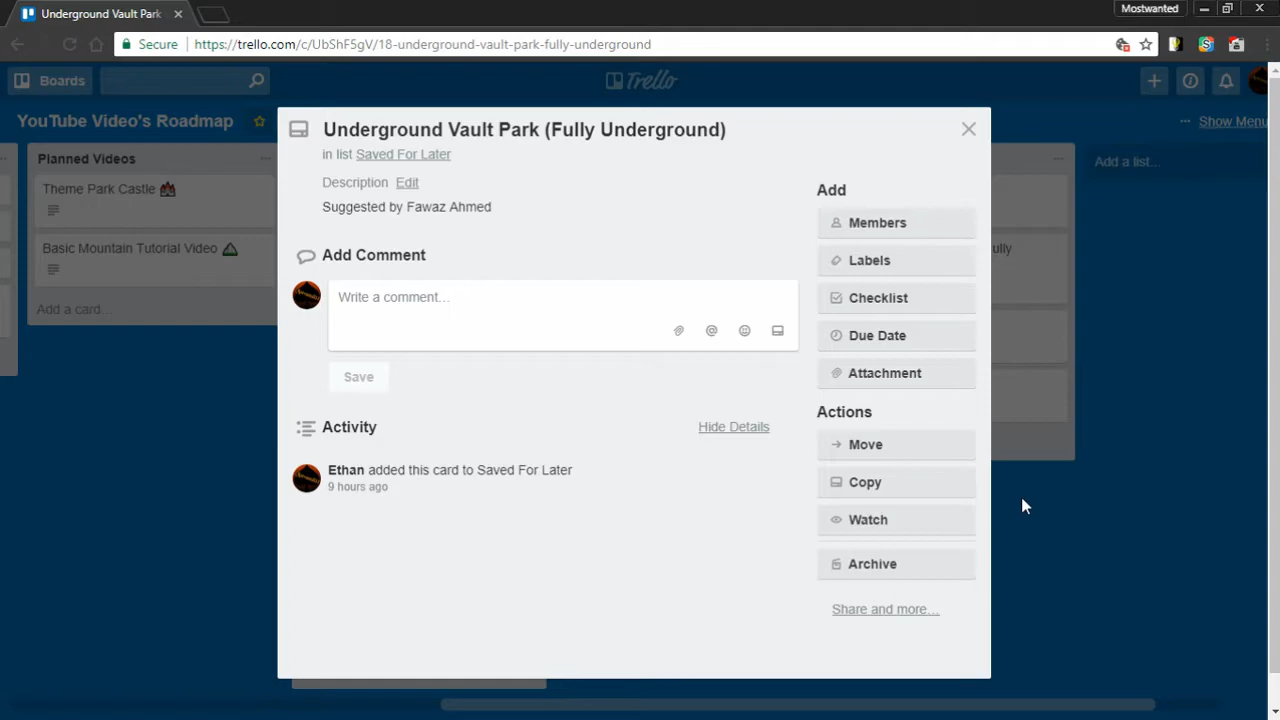 Underground Vault Park
Mostwanted
Secure
https://trello.com/c/UbShF5gV/18-underground-vault-park-fully-underground
Boards
Trello
YouTube Video's Roadmap
Show Menu
Planned Videos
Theme Park Castle
Basic Mountain Tutorial Video
Add a card…
Underground Vault Park (Fully Underground)
in list Saved For Later
Description Edit
Suggested by Fawaz Ahmed
Add Comment
Write a comment…
Save
Activity
Hide Details
Ethan added this card to Saved For Later
9 hours ago
Add
Members
Labels
Checklist
Due Date
Attachment
Actions
Move
Copy
Watch
Archive
Share and more…
Add a list…